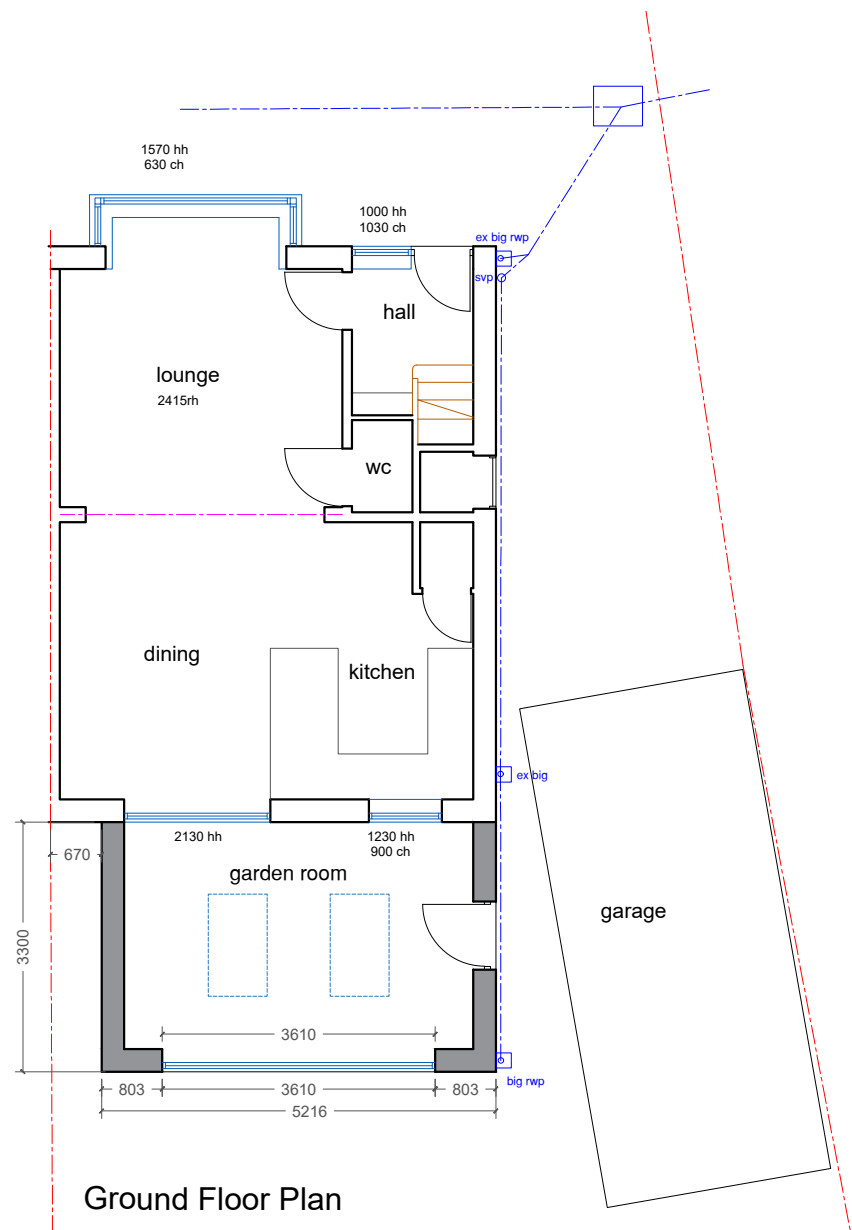 1570 hh
630 ch
1000 hh
1030 ch
ex big rwp
svp
hall
lounge
2415rh
wc
dining
kitchen
ex big
2130 hh
1230 hh
900 ch
670
garden room
garage
3300
3610
803
3610
803
5216
big rwp
Ground Floor Plan